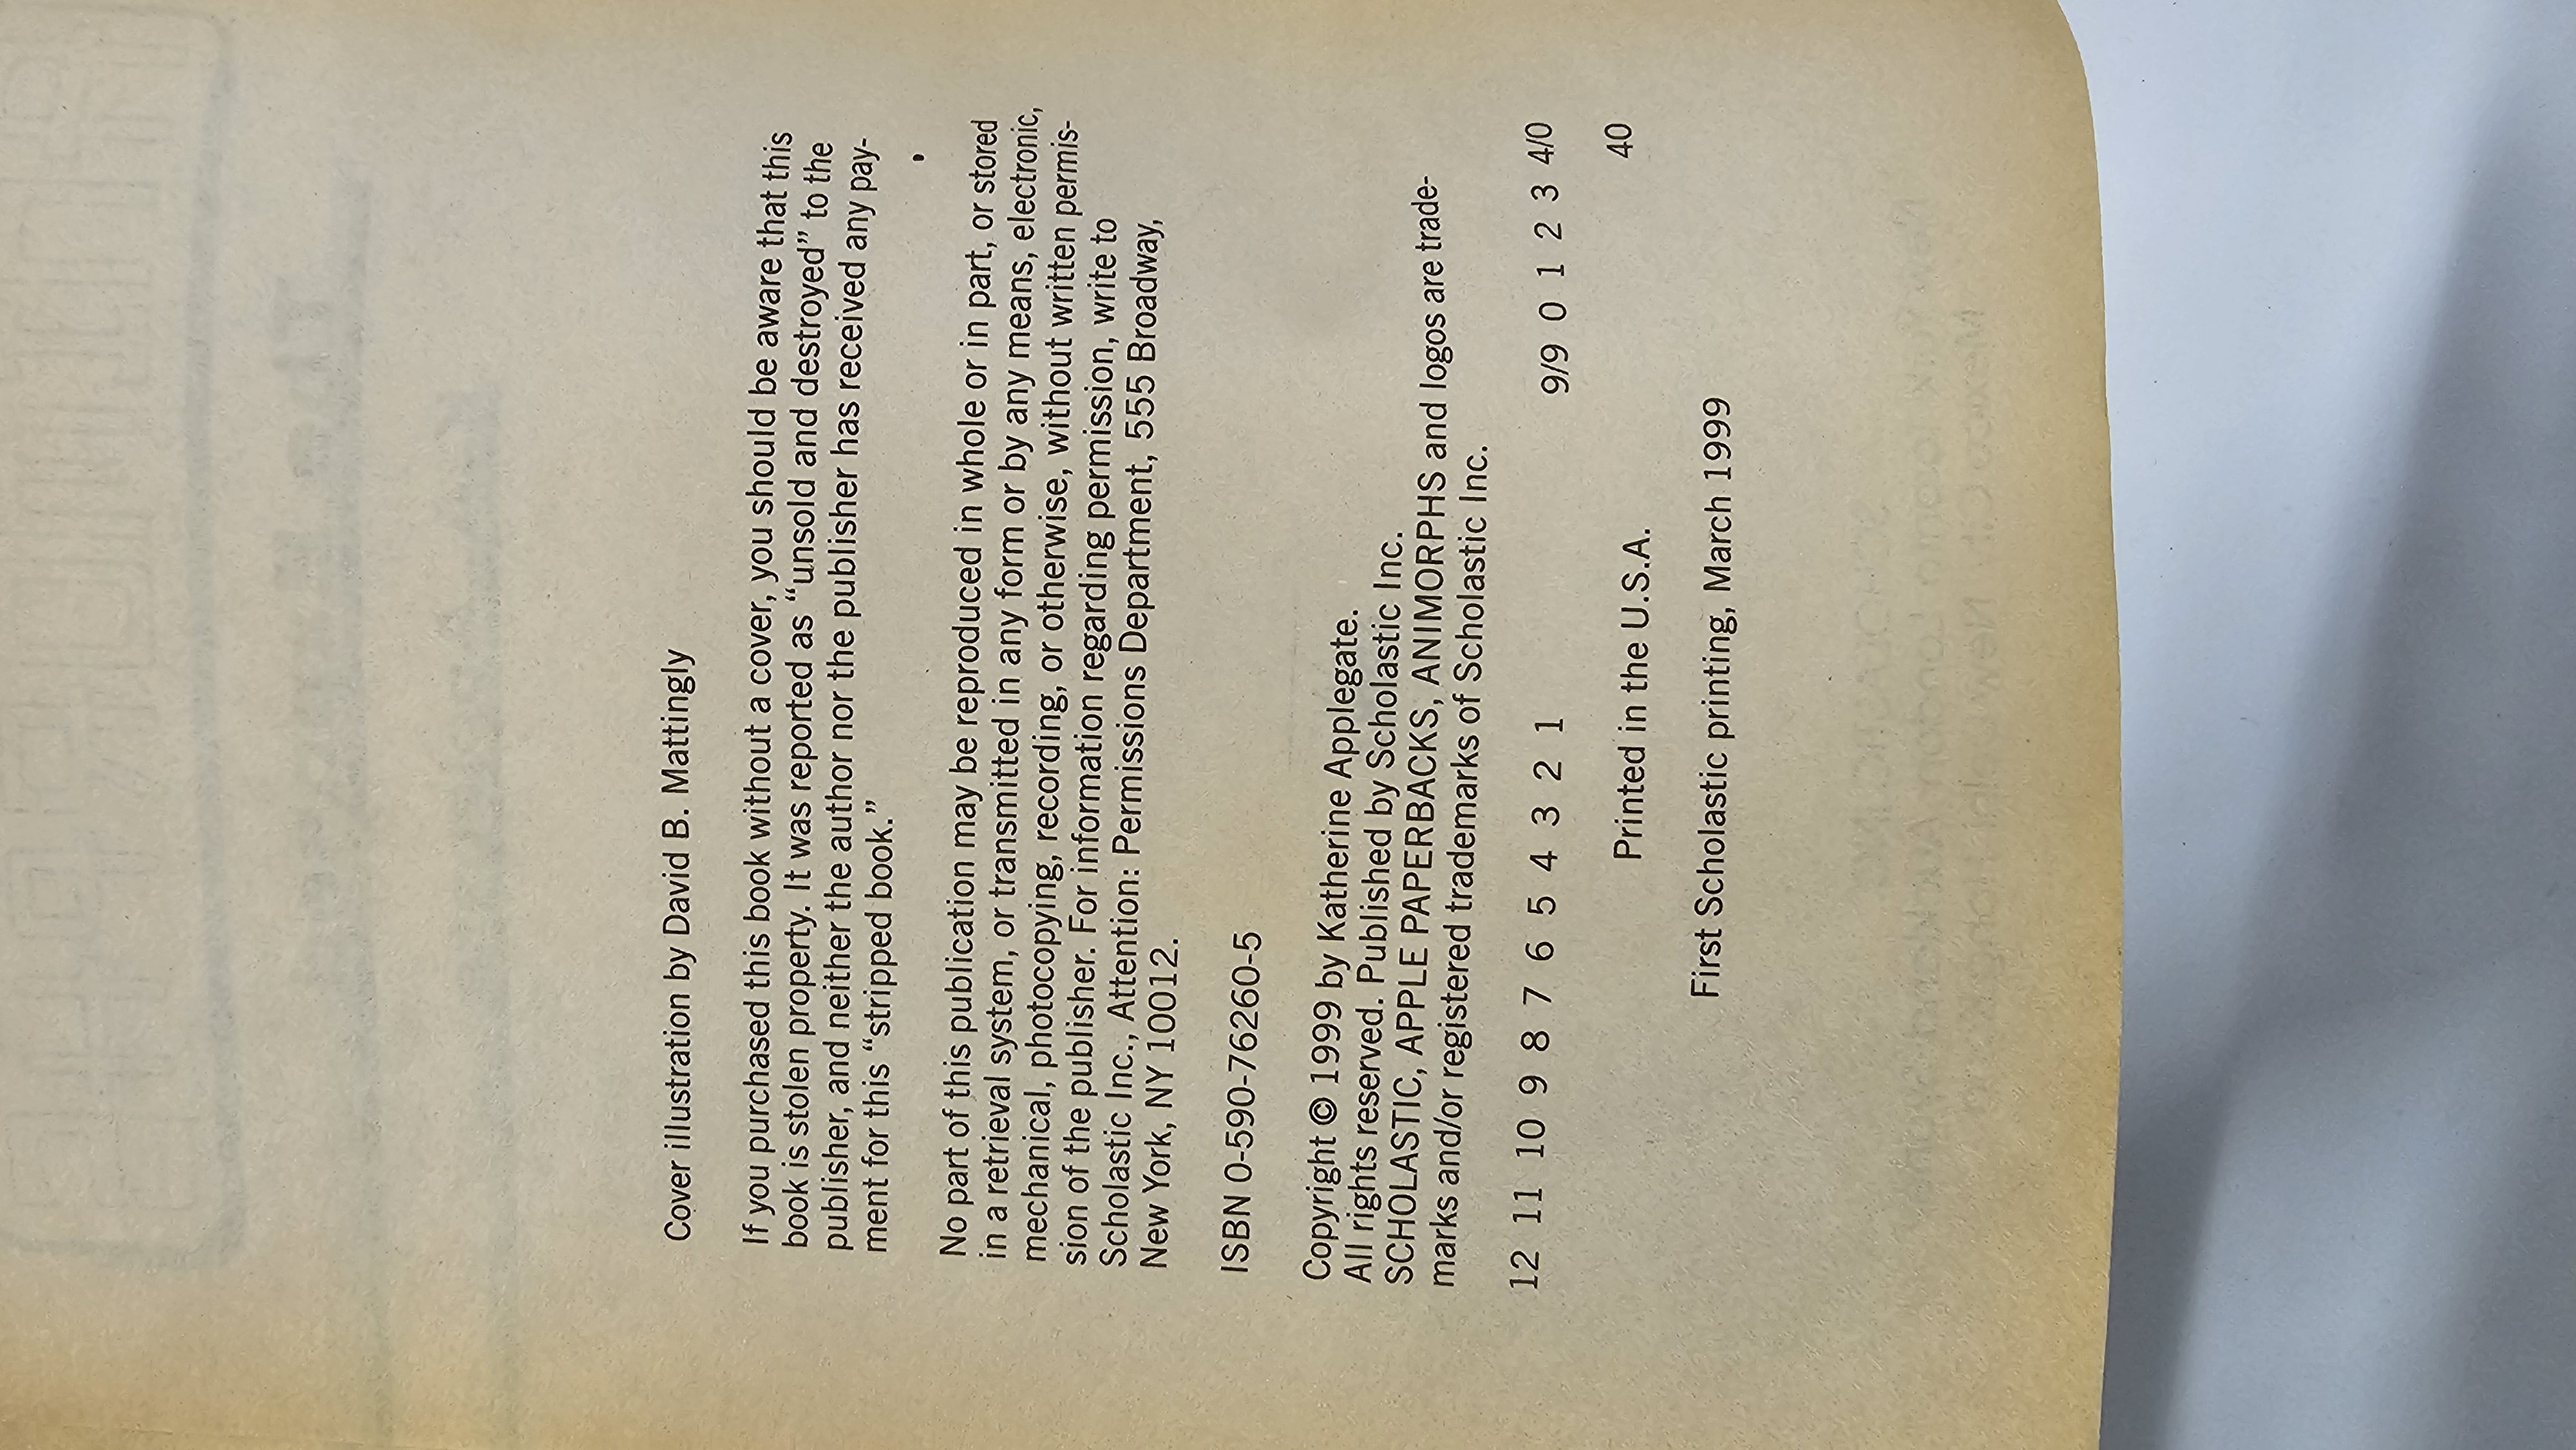 Cover illustration by David B. Mattingly
If you purchased this book without a cover, you should be aware that this
book is stolen property. It was reported as “unsold and destroyed” to the
publisher, and neither the author nor the publisher has received any pay-
ment for this “stripped book.”
No part of this publication may be reproduced in whole or in part, or stored
in a retrieval system, or transmitted in any form or by any means, electronic,
mechanical, photocopying, recording, or otherwise, without written permis-
sion of the publisher. For information regarding permission, write to
Scholastic Inc., Attention: Permissions Department, 555 Broadway,
New York, NY 10012.
ISBN 0-590-76260-5
Copyright © 1999 by Katherine Applegate.
All rights reserved. Published by Scholastic Inc.
SCHOLASTIC, APPLE PAPERBACKS, ANIMORPHS and logos are trade-
marks and/or registered trademarks of Scholastic Inc.
12 11 10 9 8 7 6 5 4 3 2 1 9/9 0 1 2 3 4/0
Printed in the U.S.A. 40
First Scholastic printing, March 1999